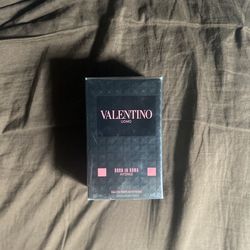 VALENTINO
UOMO
BORN IN ROMA
INTENSE